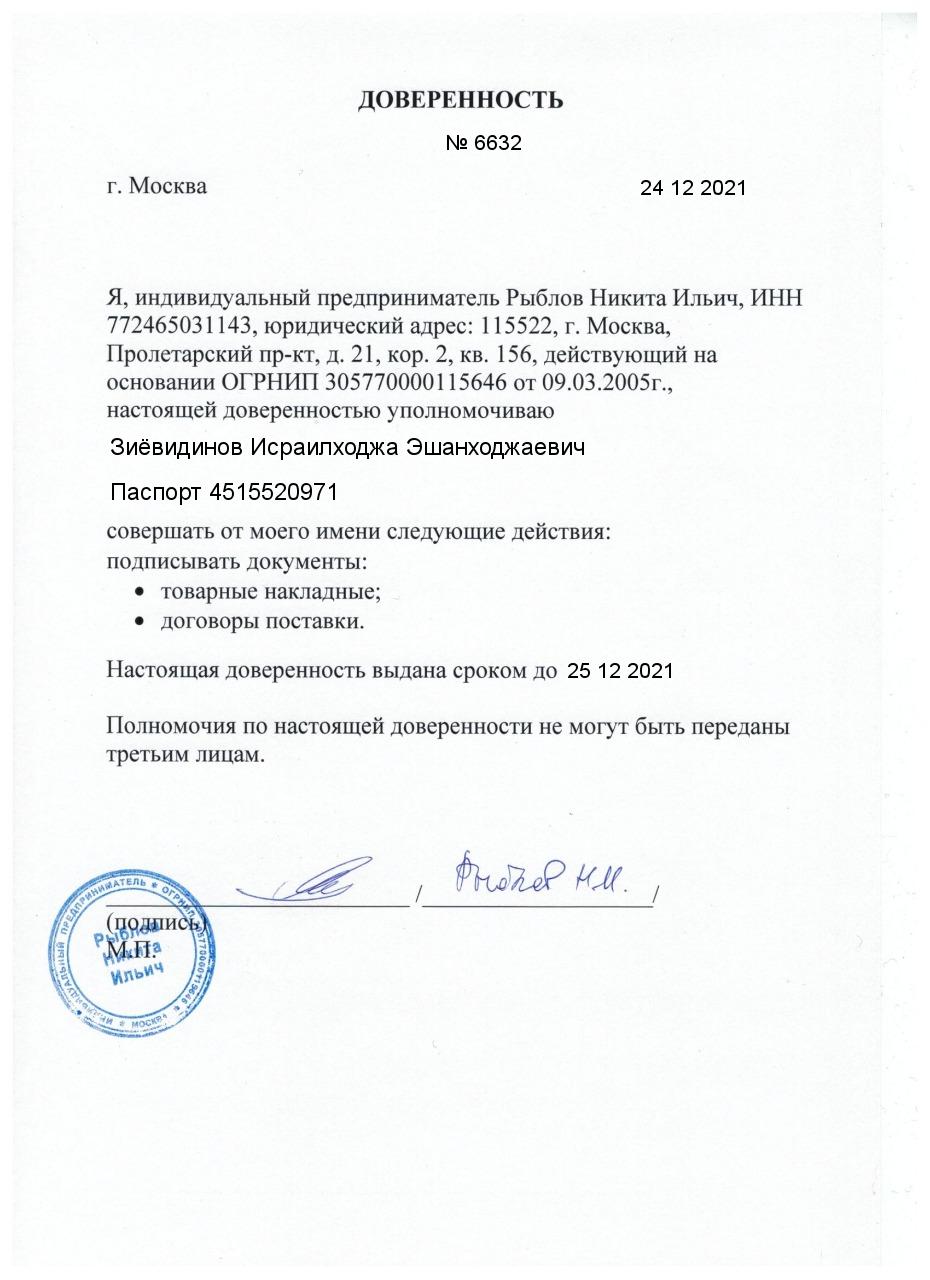 ДОВЕРЕННОСТЬ
№ 6632
г. Москва 24 12 2021
Я, индивидуальный предприниматель Рыблов Никита Ильич, ИНН
772465031143, юридический адрес: 115522, г. Москва,
Пролетарский пр-кт, д. 21, кор. 2, кв. 156, действующий на
основании ОГРНИП 305770000115646 от 09.03.2005г.,
настоящей доверенностью уполномочиваю
Зиёвидинов Исраилходжа Эшанходжаевич
Паспорт 4515520971
совершать от моего имени следующие действия:
подписывать документы:
• товарные накладные;
• договоры поставки.
Настоящая доверенность выдана сроком до 25 12 2021
Полномочия по настоящей доверенности не могут быть переданы
третьим лицам.
/ Рыблов Н.И. /
(подпись)
М.П.
ИНДИВИДУАЛЬНЫЙ ПРЕДПРИНИМАТЕЛЬ * ОГРНИП
* МОСКВА *
Рыблов
Никита
Ильич